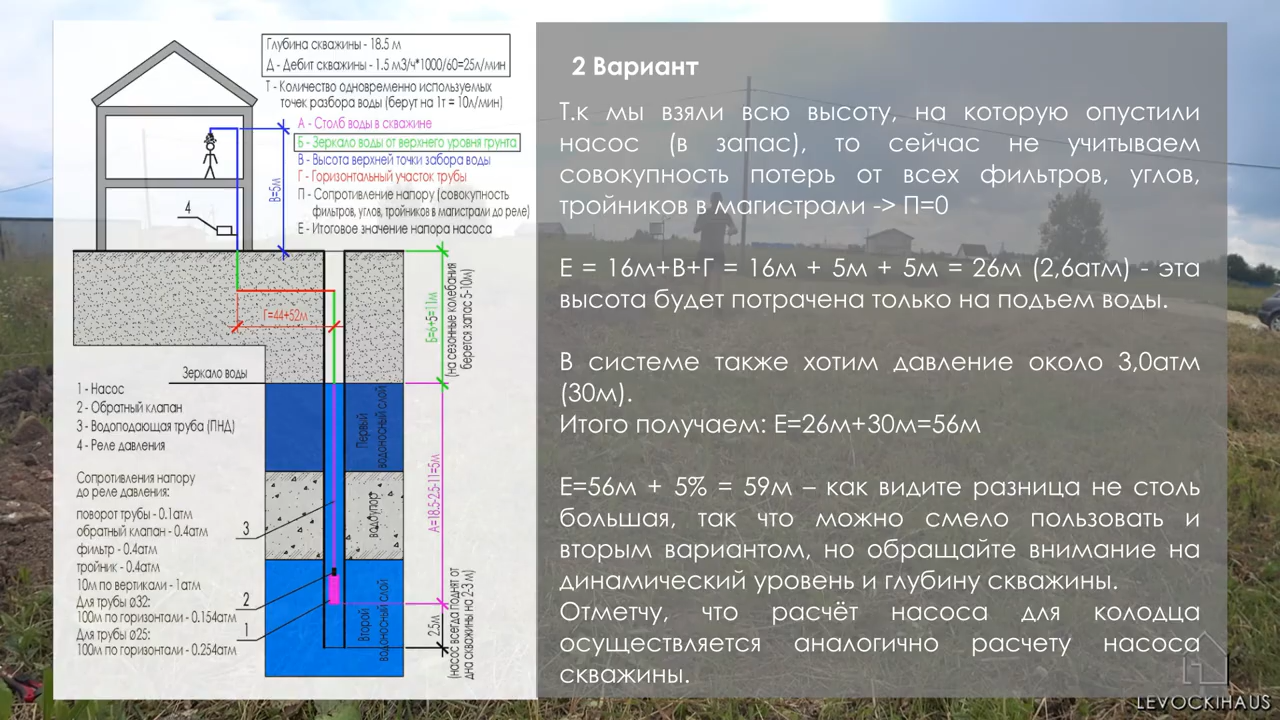 Глубина скважины - 18.5 м
Д - Дебит скважины - 1.5 м3/ч*1000/60=25л/мин
Т - Количество одновременно используемых
точек разбора воды (берут на 1т = 10л/мин)
А - Столб воды в скважине
Б - Зеркало воды от верхнего уровня грунта
В - Высота верхней точки забора воды
Г - Горизонтальный участок трубы
П - Сопротивление напору (совокупность
фильтров, углов, тройников в магистрали до реле)
Е - Итоговое значение напора насоса
4
В=5м
Г=44+52м
Б=6+5=11м
(на сезонные колебания
берется запас 5-10м)
Зеркало воды
1 - Насос
2 - Обратный клапан
3 - Водоподающая труба (ПНД)
4 - Реле давления
Первый
водоносный слой
А=18.5-2.5-11=5м
Сопротивления напору
до реле давления:
поворот трубы - 0.1атм
обратный клапан - 0.4атм
фильтр - 0.4атм
тройник - 0.4атм
10м по вертикали - 1атм
Для трубы ø32:
100м по горизонтали - 0.154атм
Для трубы ø25:
100м по горизонтали - 0.254атм
3
водоупор
2
1
Второй
водоносный слой
2.5м
(насос всегда поднят от
дна скважины на 2-3 м)
2 Вариант
Т.к мы взяли всю высоту, на которую опустили
насос (в запас), то сейчас не учитываем
совокупность потерь от всех фильтров, углов,
тройников в магистрали -> П=0
Е = 16м+В+Г = 16м + 5м + 5м = 26м (2,6атм) - эта
высота будет потрачена только на подъем воды.
В системе также хотим давление около 3,0атм
(30м).
Итого получаем: Е=26м+30м=56м
Е=56м + 5% = 59м – как видите разница не столь
большая, так что можно смело пользовать и
вторым вариантом, но обращайте внимание на
динамический уровень и глубину скважины.
Отметчу, что расчёт насоса для колодца
осуществляется аналогично расчету насоса
скважины.
LEVOCKIHAUS